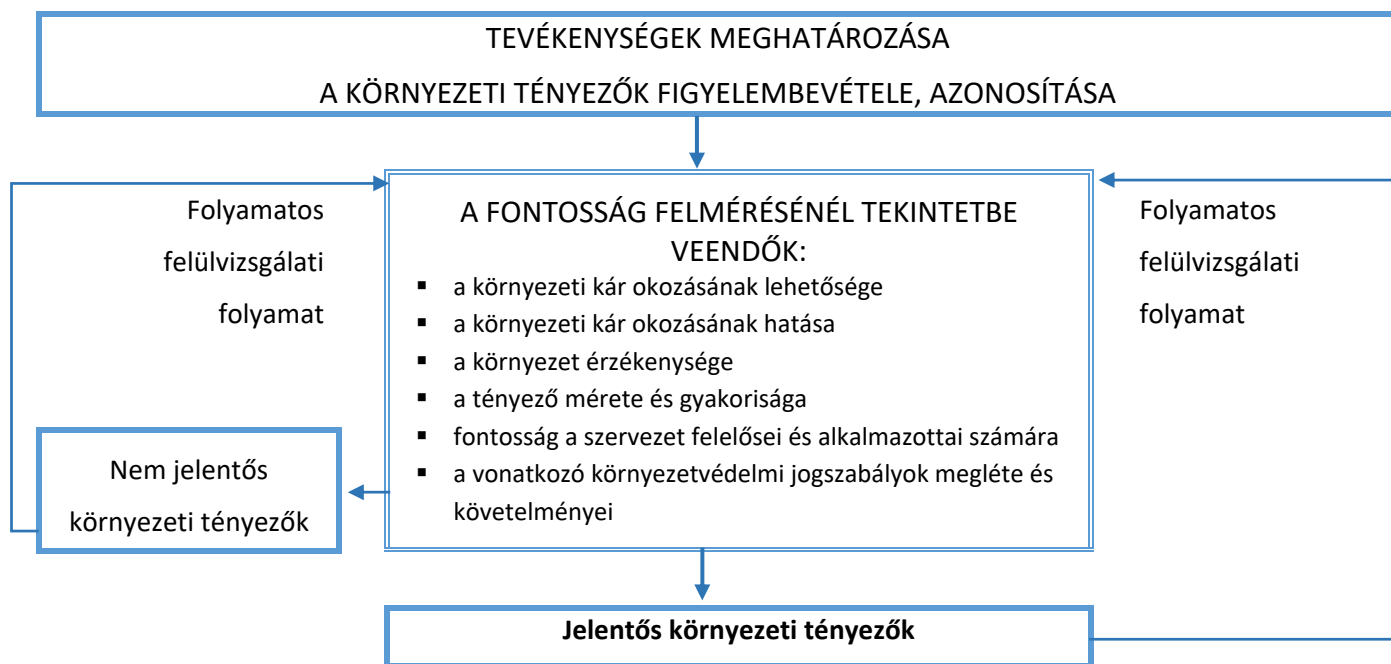 TEVÉKENYSÉGEK MEGHATÁROZÁSA
A KÖRNYEZETI TÉNYEZŐK FIGYELEMBEVÉTELE, AZONOSÍTÁSA
Folyamatos
felülvizsgálati
folyamat
A FONTOSSÁG FELMÉRÉSÉNÉL TEKINTETBE
VEENDŐK:
▪ a környezeti kár okozásának lehetősége
▪ a környezeti kár okozásának hatása
▪ a környezet érzékenysége
▪ a tényező mérete és gyakorisága
▪ fontosság a szervezet felelősei és alkalmazottai számára
▪ a vonatkozó környezetvédelmi jogszabályok megléte és
követelményei
Folyamatos
felülvizsgálati
folyamat
Nem jelentős
környezeti tényezők
Jelentős környezeti tényezők